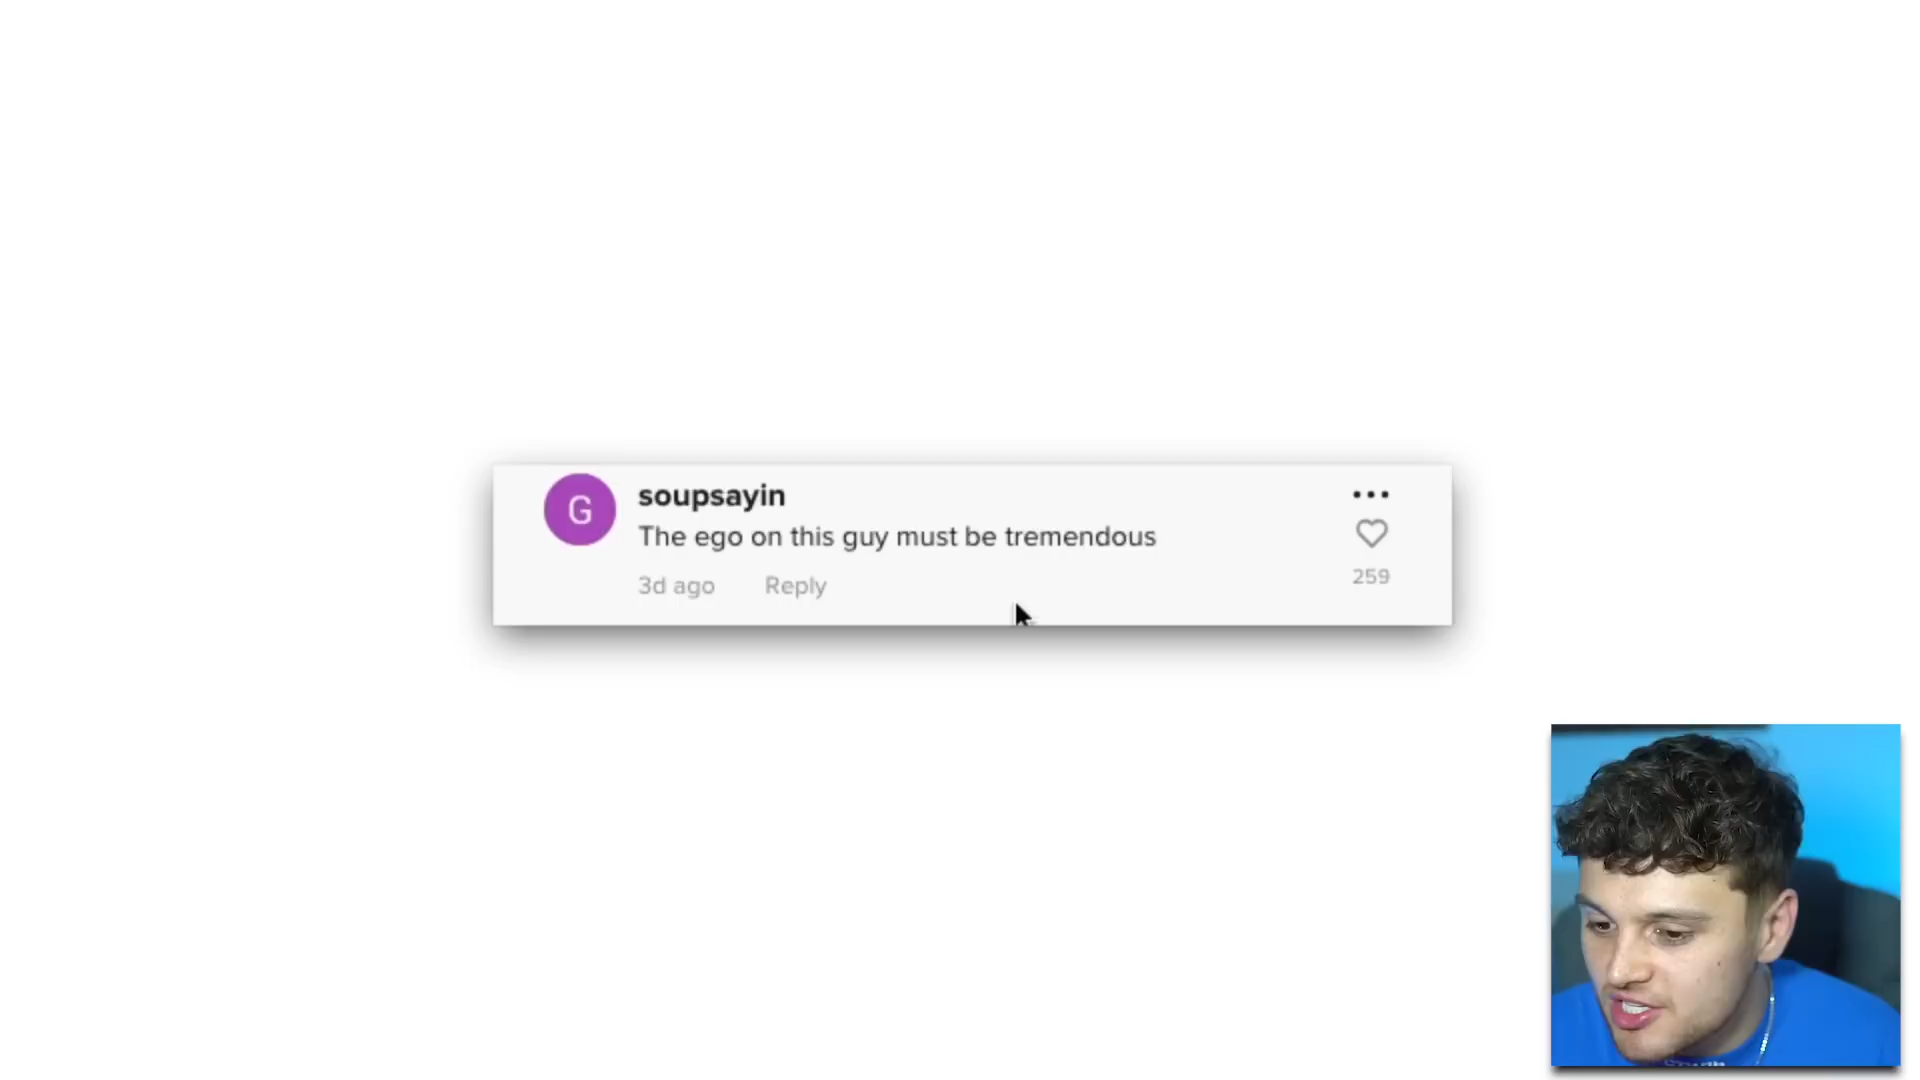 G
soupsayin
The ego on this guy must be tremendous
3d ago Reply
259